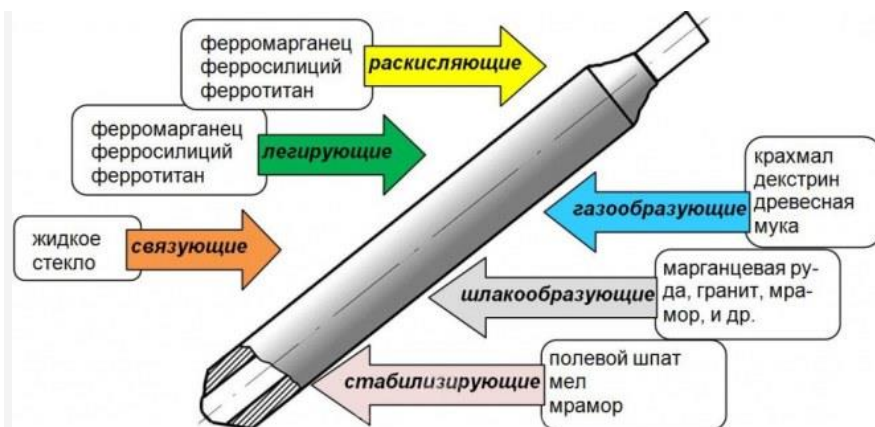 ферромарганец
ферросилиций
ферротитан
раскисляющие
ферромарганец
ферросилиций
ферротитан
легирующие
жидкое
стекло
связующие
газообразующие
крахмал
декстрин
древесная
мука
шлакообразующие
марганцевая ру-
да, гранит, мра-
мор, и др.
стабилизирующие
полевой шпат
мел
мрамор